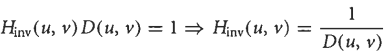 H_inv(u, ν) D(u, ν) = 1 ⇒ H_inv(u, ν) = 1 / D(u, ν)